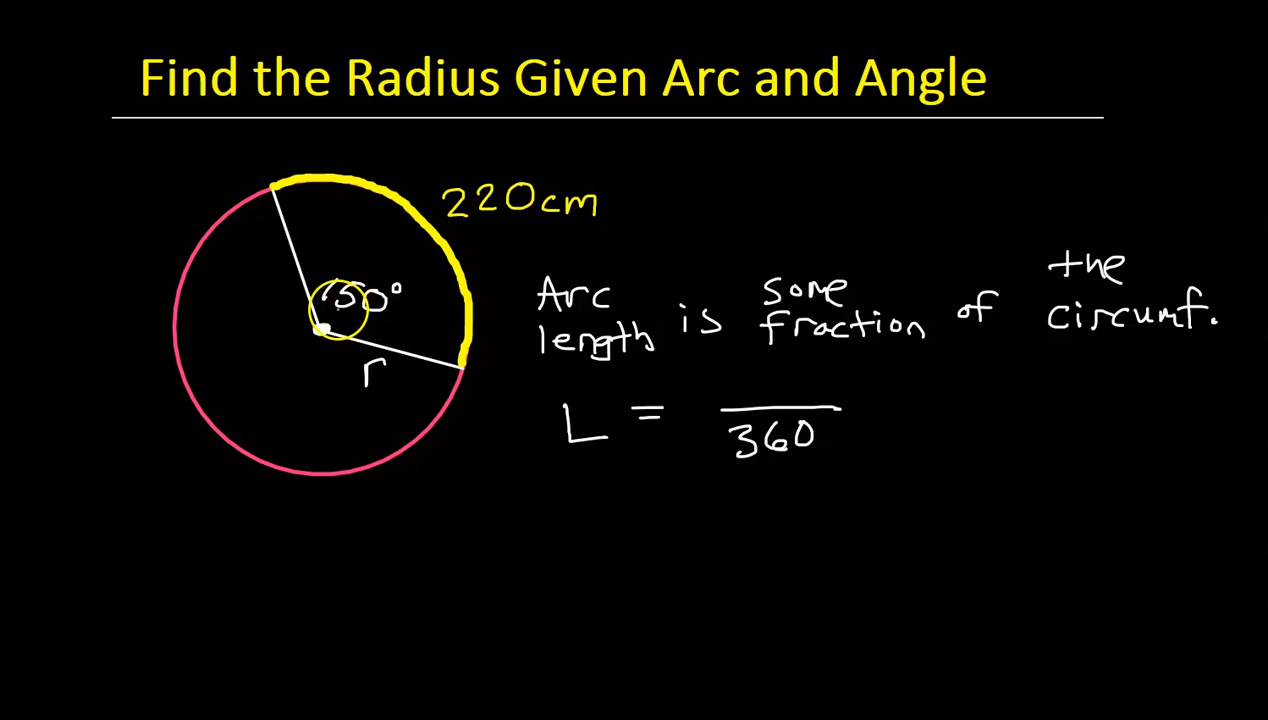 Find the Radius Given Arc and Angle
220cm
150°
r
Arc length is some fraction of the circumf.
L = 
360